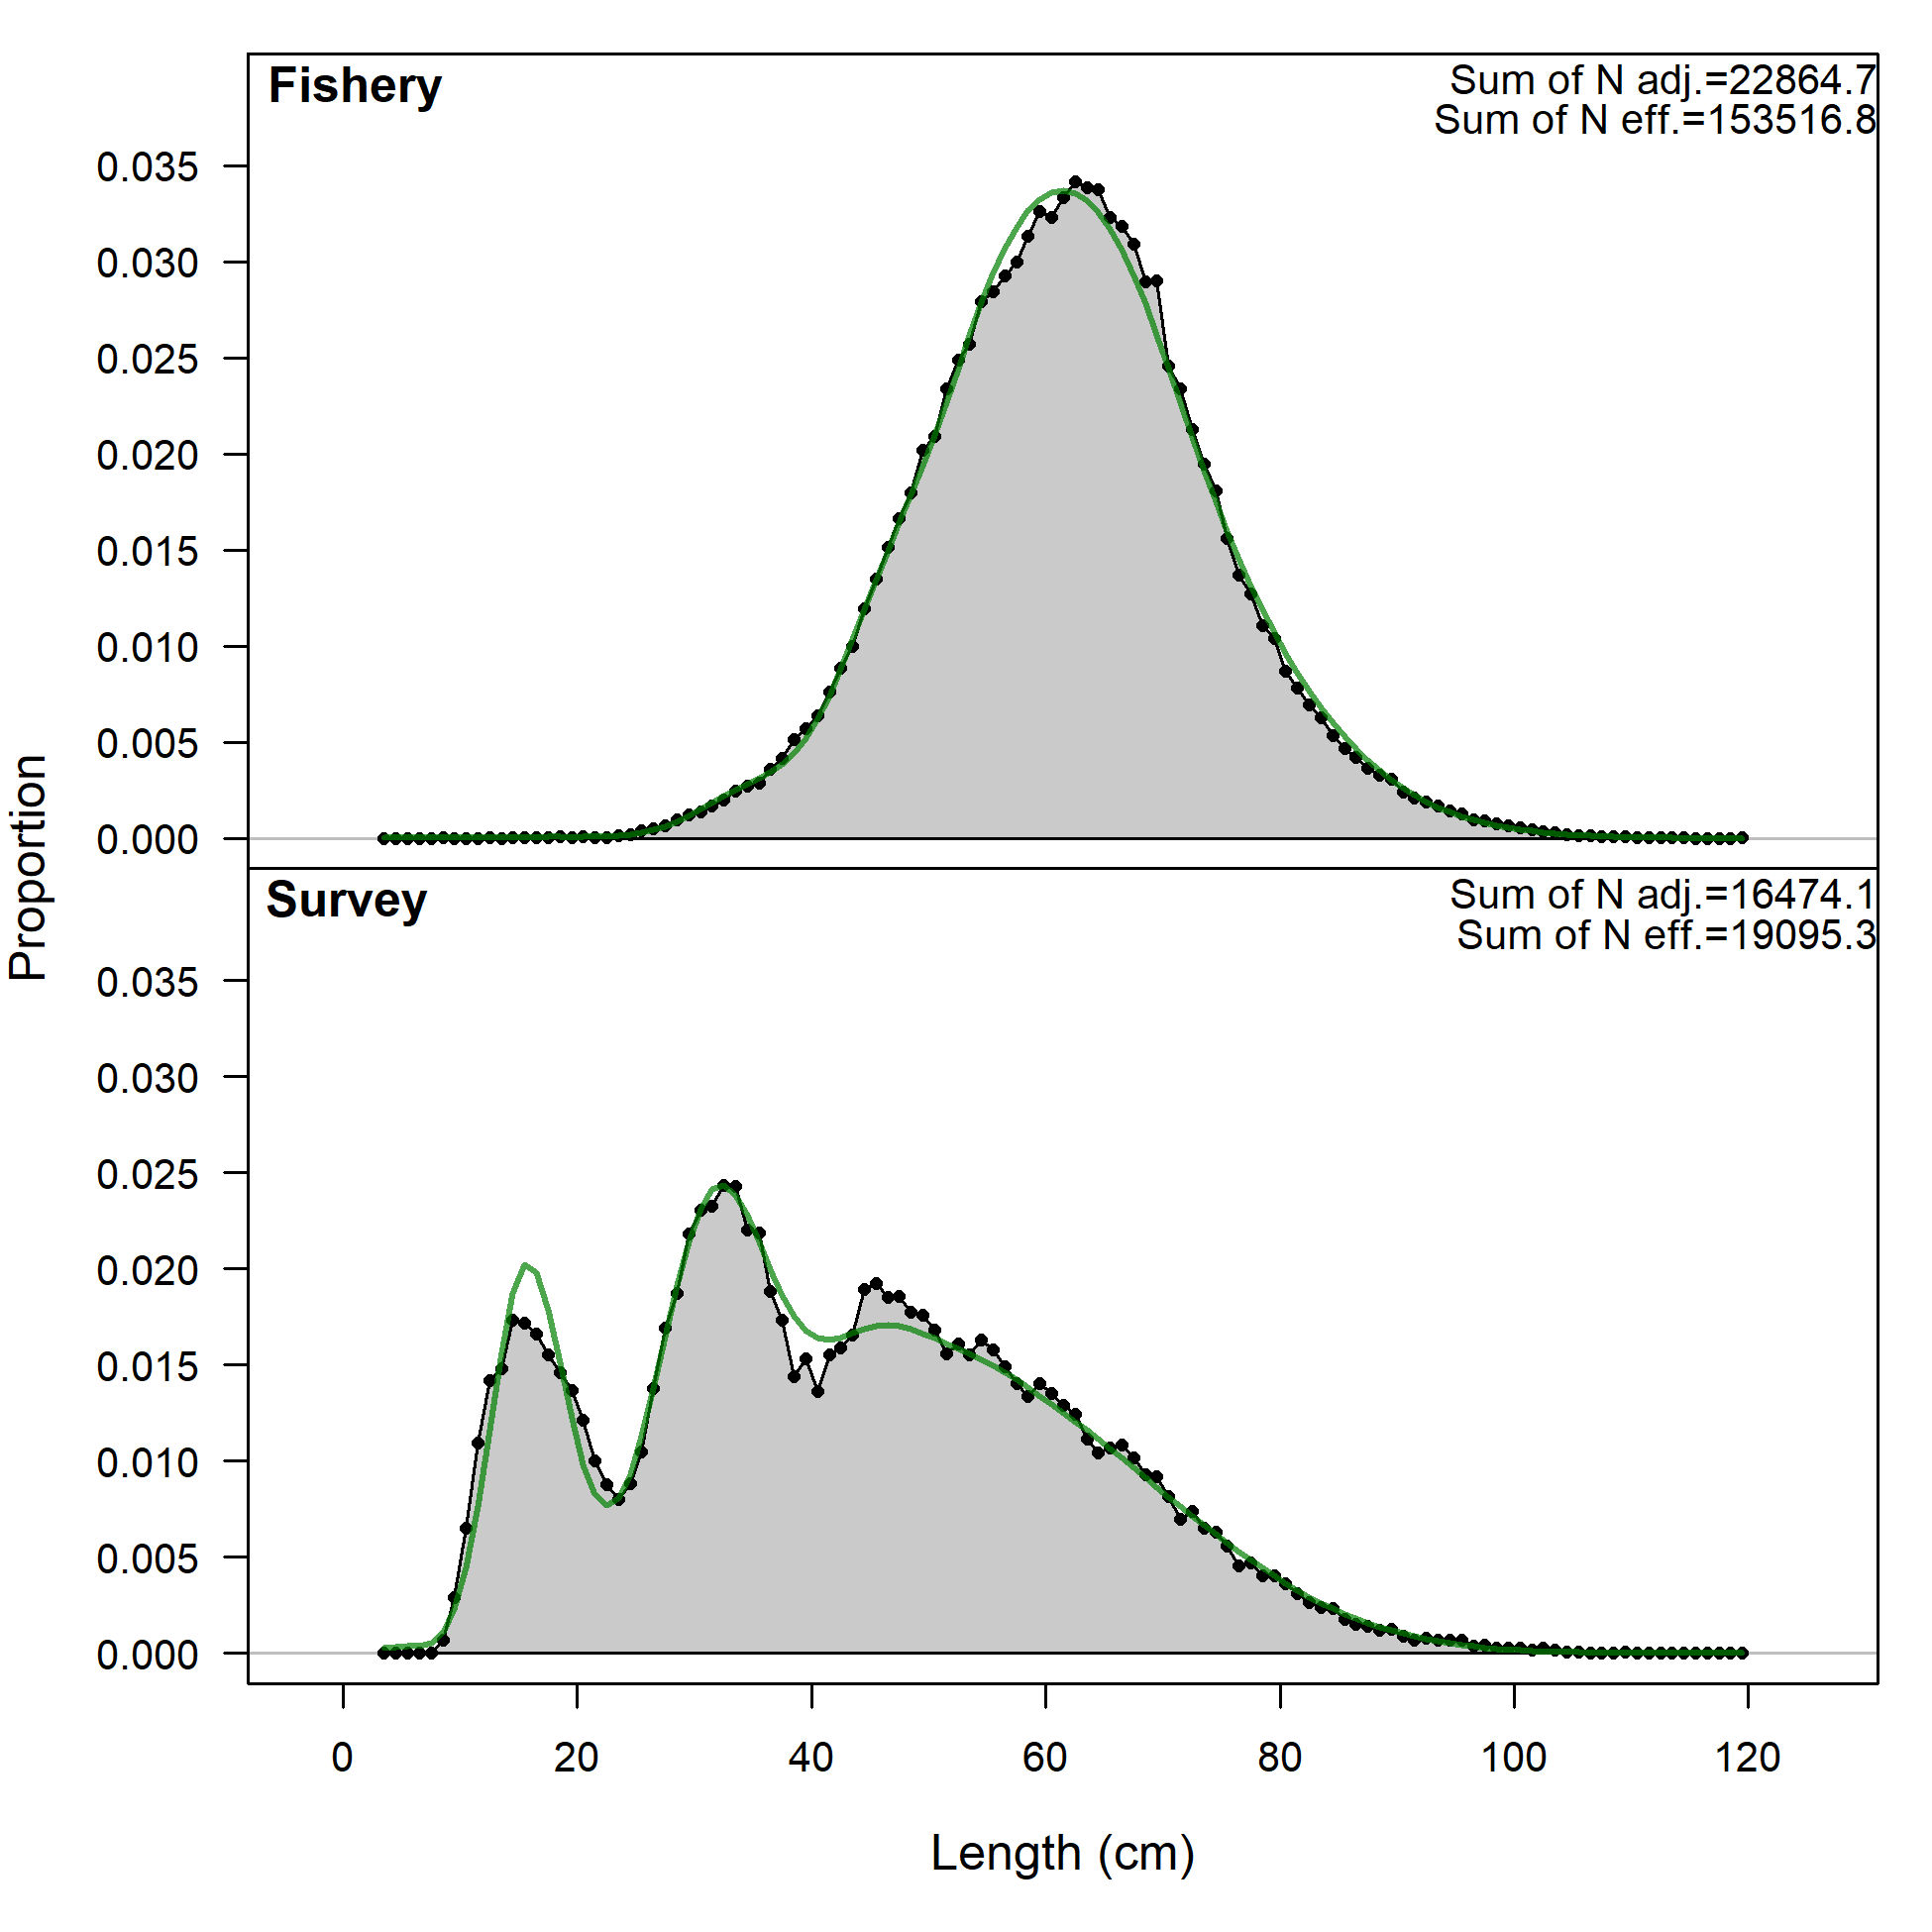 Fishery
Sum of N adj.=22864.7
Sum of N eff.=153516.8
0.035
0.030
0.025
0.020
0.015
0.010
0.005
0.000
Proportion
Survey
Sum of N adj.=16474.1
Sum of N eff.=19095.3
0.035
0.030
0.025
0.020
0.015
0.010
0.005
0.000
0 20 40 60 80 100 120
Length (cm)